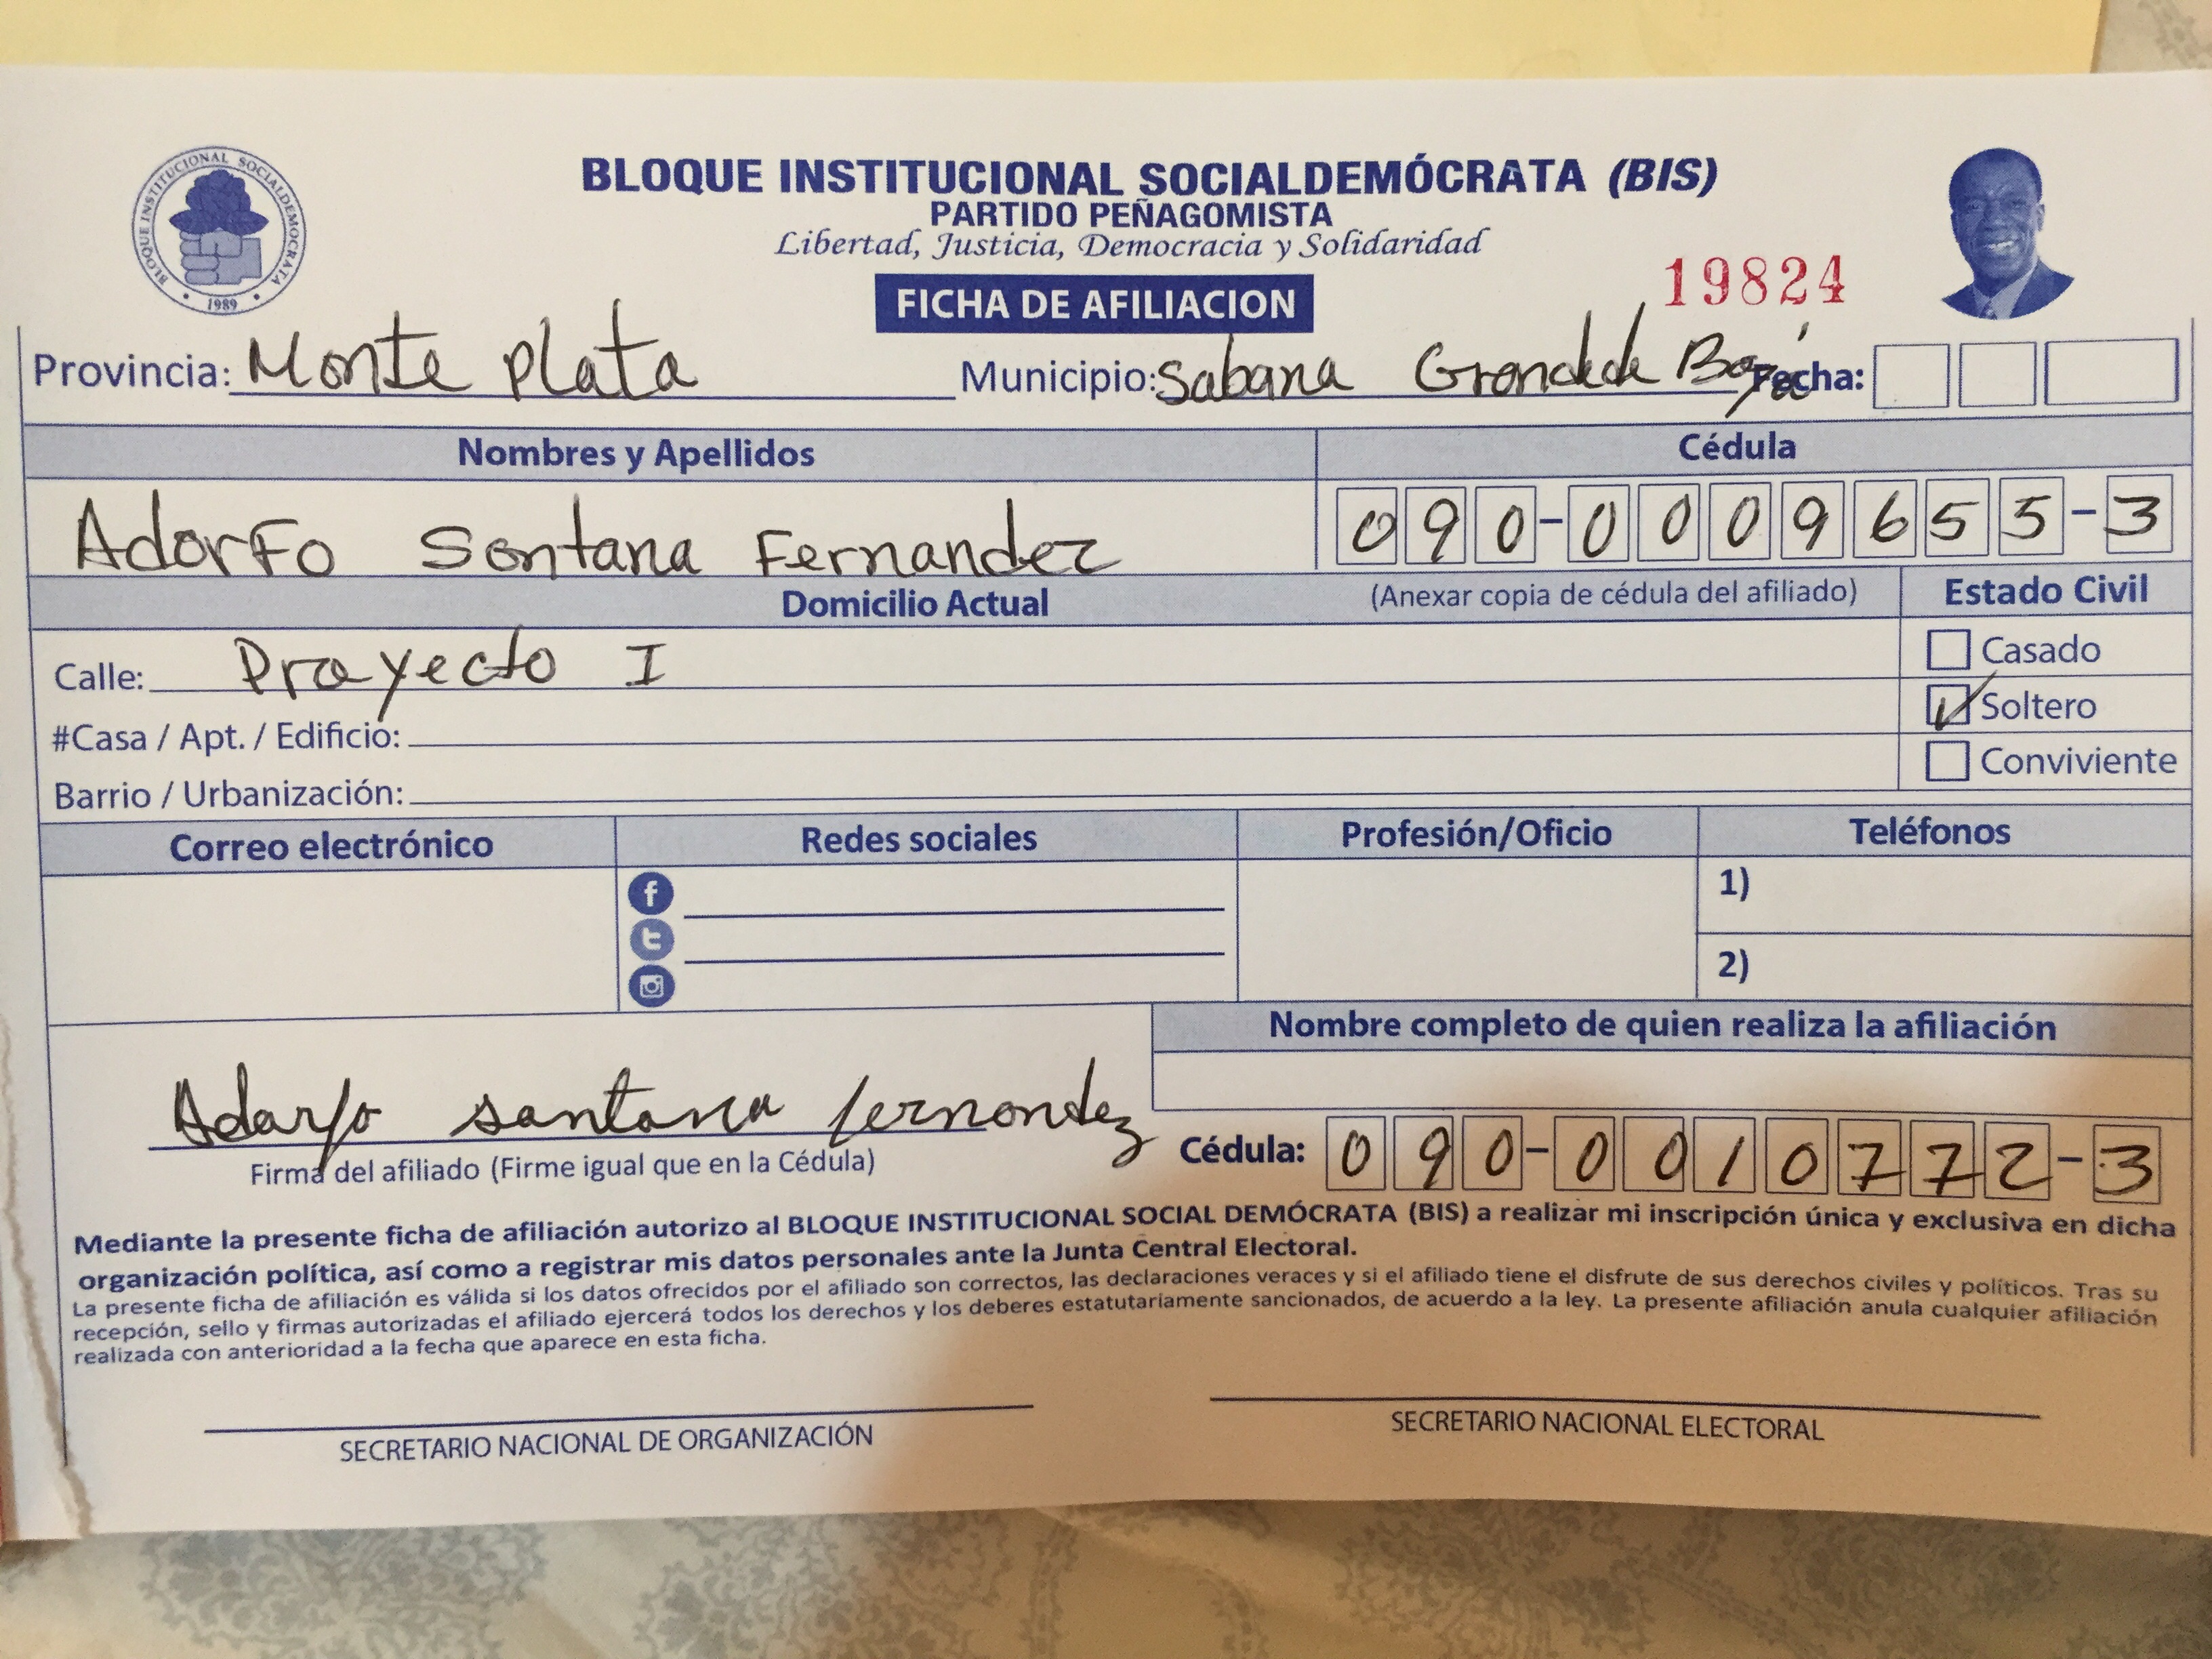 BLOQUE INSTITUCIONAL SOCIALDEMOCRATA
1989
BLOQUE INSTITUCIONAL SOCIALDEMÓCRATA (BIS)
PARTIDO PEÑAGOMISTA
Libertad, Justicia, Democracia y Solidaridad
FICHA DE AFILIACION
19824
Provincia: Monte Plata Municipio: Sabana Grande de Boyá Fecha:
Nombres y Apellidos Cédula
Adorfo Santana Fernandez 090-0009655-3
Domicilio Actual (Anexar copia de cédula del afiliado) Estado Civil
Calle: Proyecto I
Casado
Soltero
#Casa / Apt. / Edificio:
Conviviente
Barrio / Urbanización:
Correo electrónico Redes sociales Profesión/Oficio Teléfonos
1)
2)
Nombre completo de quien realiza la afiliación
Adorfo santana fernandez
Firma del afiliado (Firme igual que en la Cédula) Cédula: 090-0010772-3
Mediante la presente ficha de afiliación autorizo al BLOQUE INSTITUCIONAL SOCIAL DEMÓCRATA (BIS) a realizar mi inscripción única y exclusiva en dicha
organización política, así como a registrar mis datos personales ante la Junta Central Electoral.
La presente ficha de afiliación es válida si los datos ofrecidos por el afiliado son correctos, las declaraciones veraces y si el afiliado tiene el disfrute de sus derechos civiles y políticos. Tras su
recepción, sello y firmas autorizadas el afiliado ejercerá todos los derechos y los deberes estatutariamente sancionados, de acuerdo a la ley. La presente afiliación anula cualquier afiliación
realizada con anterioridad a la fecha que aparece en esta ficha.
SECRETARIO NACIONAL DE ORGANIZACIÓN SECRETARIO NACIONAL ELECTORAL